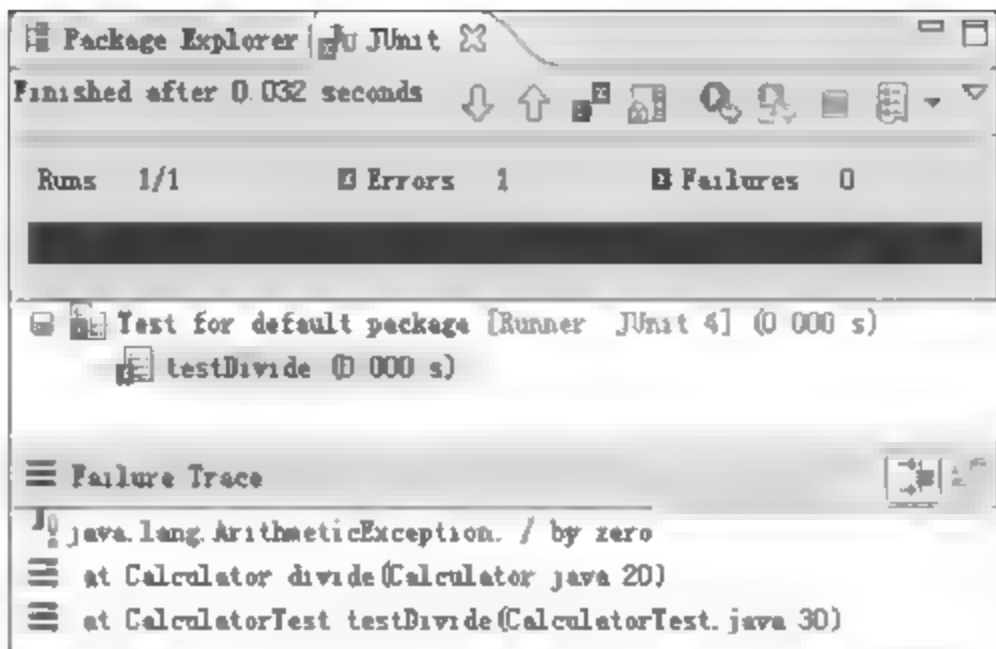 Package Explorer JUnit
Finished after 0.032 seconds
Runs 1/1 Errors 1 Failures 0
Test for default package [Runner JUnit 4] (0 000 s)
testDivide (0 000 s)
Failure Trace
java.lang.ArithmeticException. / by zero
at Calculator divide(Calculator java 20)
at CalculatorTest testDivide(CalculatorTest.java 30)